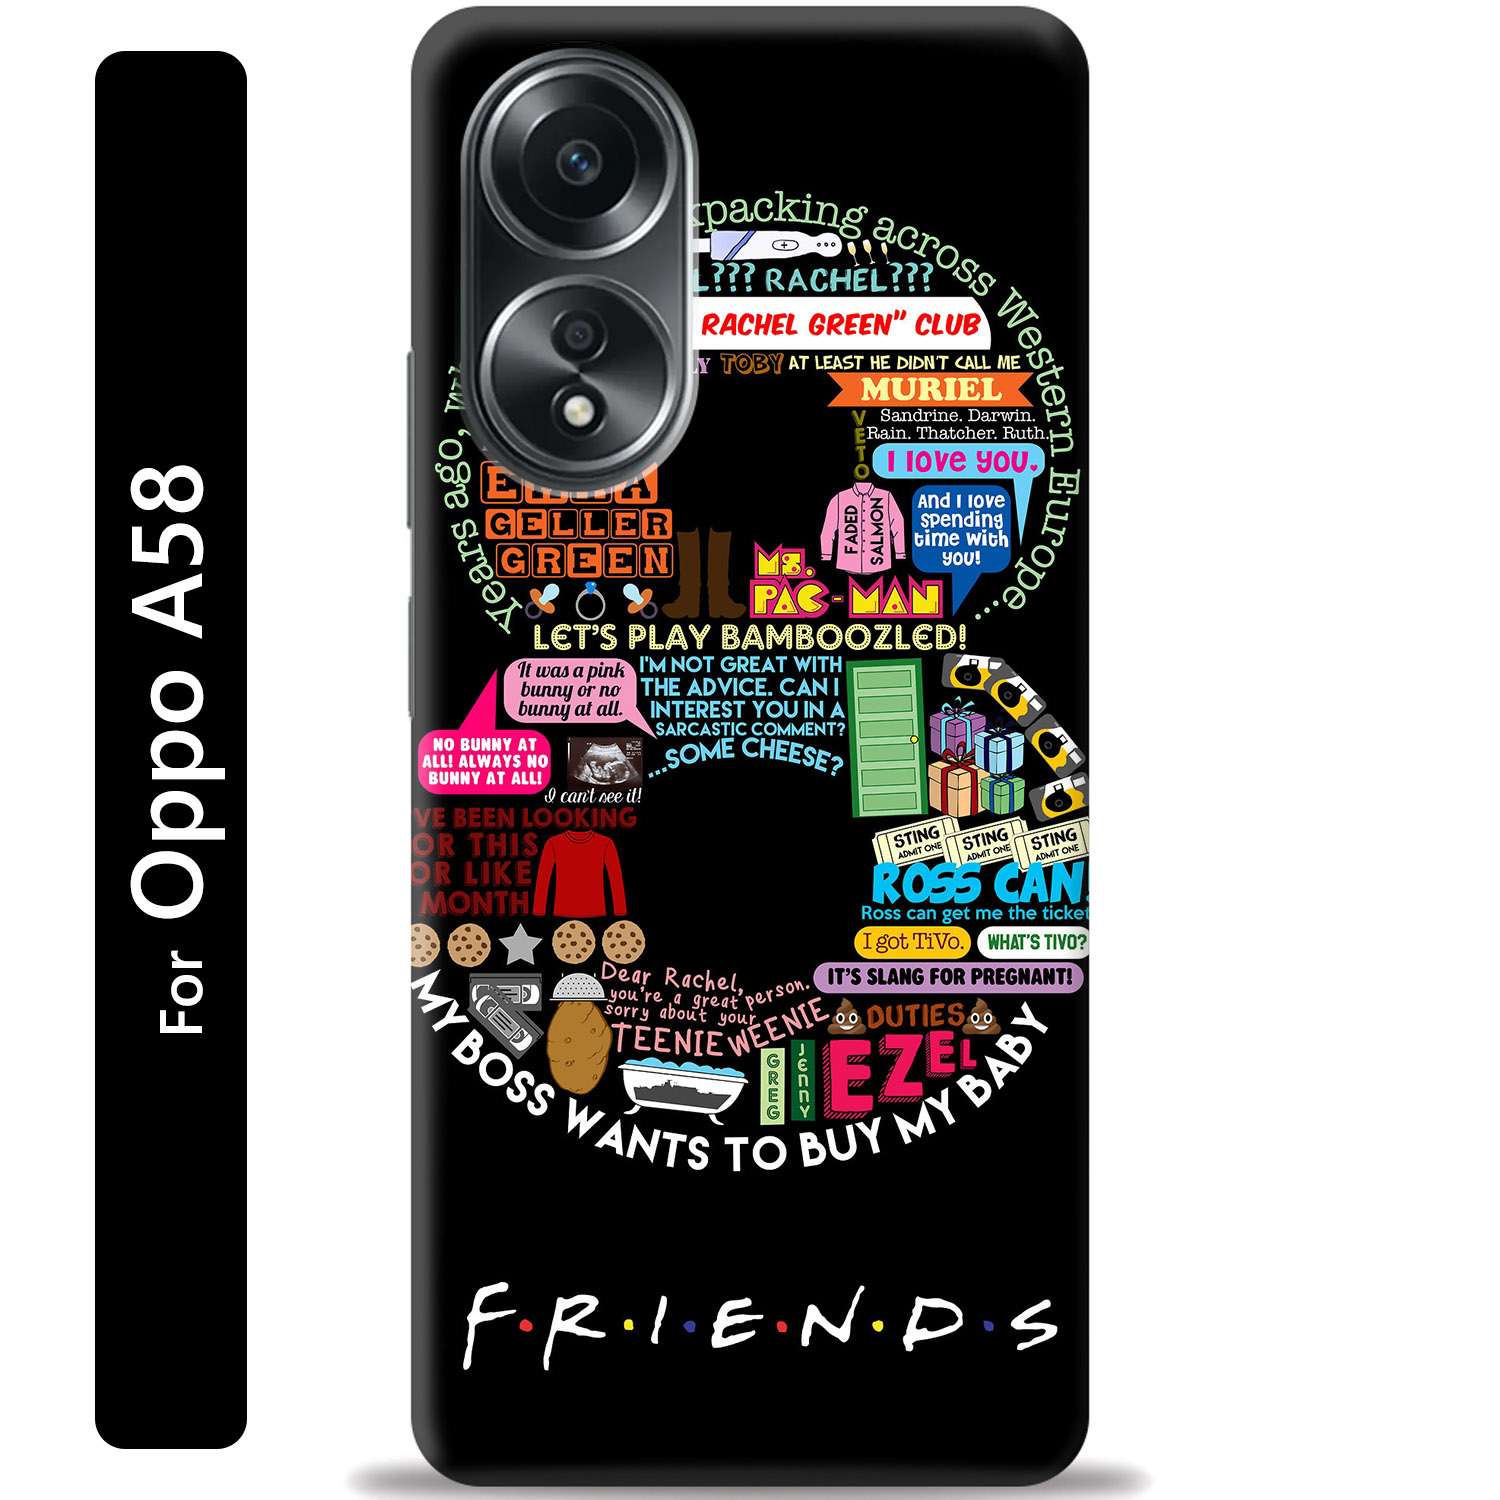 For Oppo A58
Years ago,
packing across Western Europe...
L??? RACHEL???
RACHEL GREEN" CLUB
TOBY AT LEAST HE DIDN'T CALL ME
MURIEL
VETO
Sandrine. Darwin.
Rain. Thatcher. Ruth.
I love you.
And I love
spending
time with
you!
FADED
SALMON
GELLER
GREEN
MS.
PAC-MAN
LET'S PLAY BAMBOOZLED!
It was a pink
bunny or no
bunny at all.
NO BUNNY AT
ALL! ALWAYS NO
BUNNY AT ALL!
I'M NOT GREAT WITH
THE ADVICE. CAN I
INTEREST YOU IN A
SARCASTIC COMMENT?
...SOME CHEESE?
I can't see it!
VE BEEN LOOKING
OR THIS
OR LIKE
MONTH
STING
ADMIT ONE
STING
ADMIT ONE
STING
ADMIT ONE
ROSS CAN
Ross can get me the ticket
I got TiVo.
WHAT'S TIVO?
IT'S SLANG FOR PREGNANT!
Dear Rachel,
you're a great person.
sorry about your
TEENIE WEENIE
DUTIES
GREG
JENNY
EZEL
MY BOSS WANTS TO BUY MY BABY
F·R·I·E·N·D·S